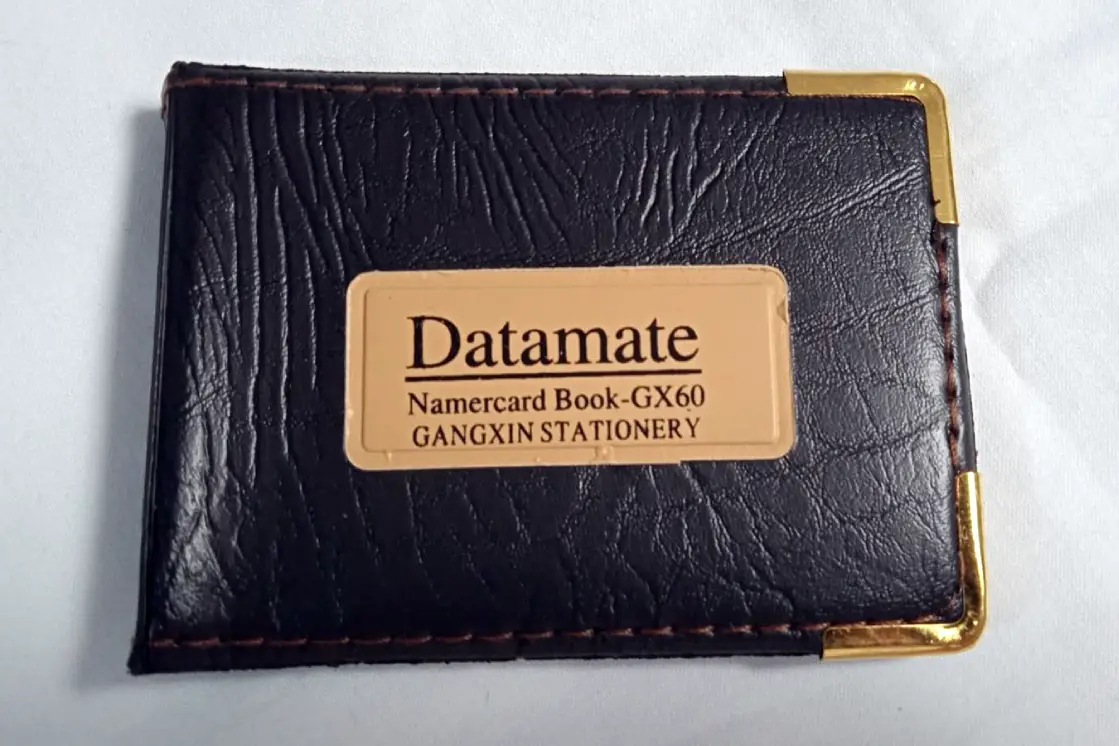 Datamate
Namercard Book-GX60
GANGXIN STATIONERY